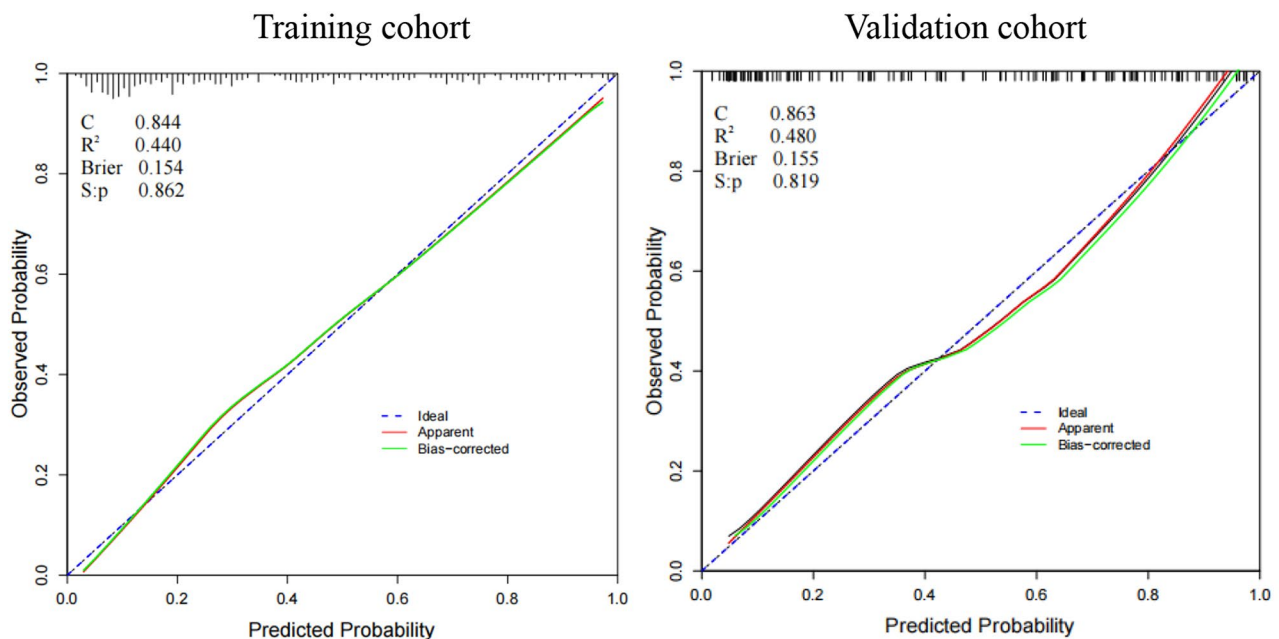 Training cohort
C 0.844
R² 0.440
Brier 0.154
S:p 0.862
Ideal
Apparent
Bias-corrected
Observed Probability
0.0
0.2
0.4
0.6
0.8
1.0
0.0 0.2 0.4 0.6 0.8 1.0
Predicted Probability
Validation cohort
C 0.863
R² 0.480
Brier 0.155
S:p 0.819
Ideal
Apparent
Bias-corrected
Observed Probability
0.0
0.2
0.4
0.6
0.8
1.0
0.0 0.2 0.4 0.6 0.8 1.0
Predicted Probability